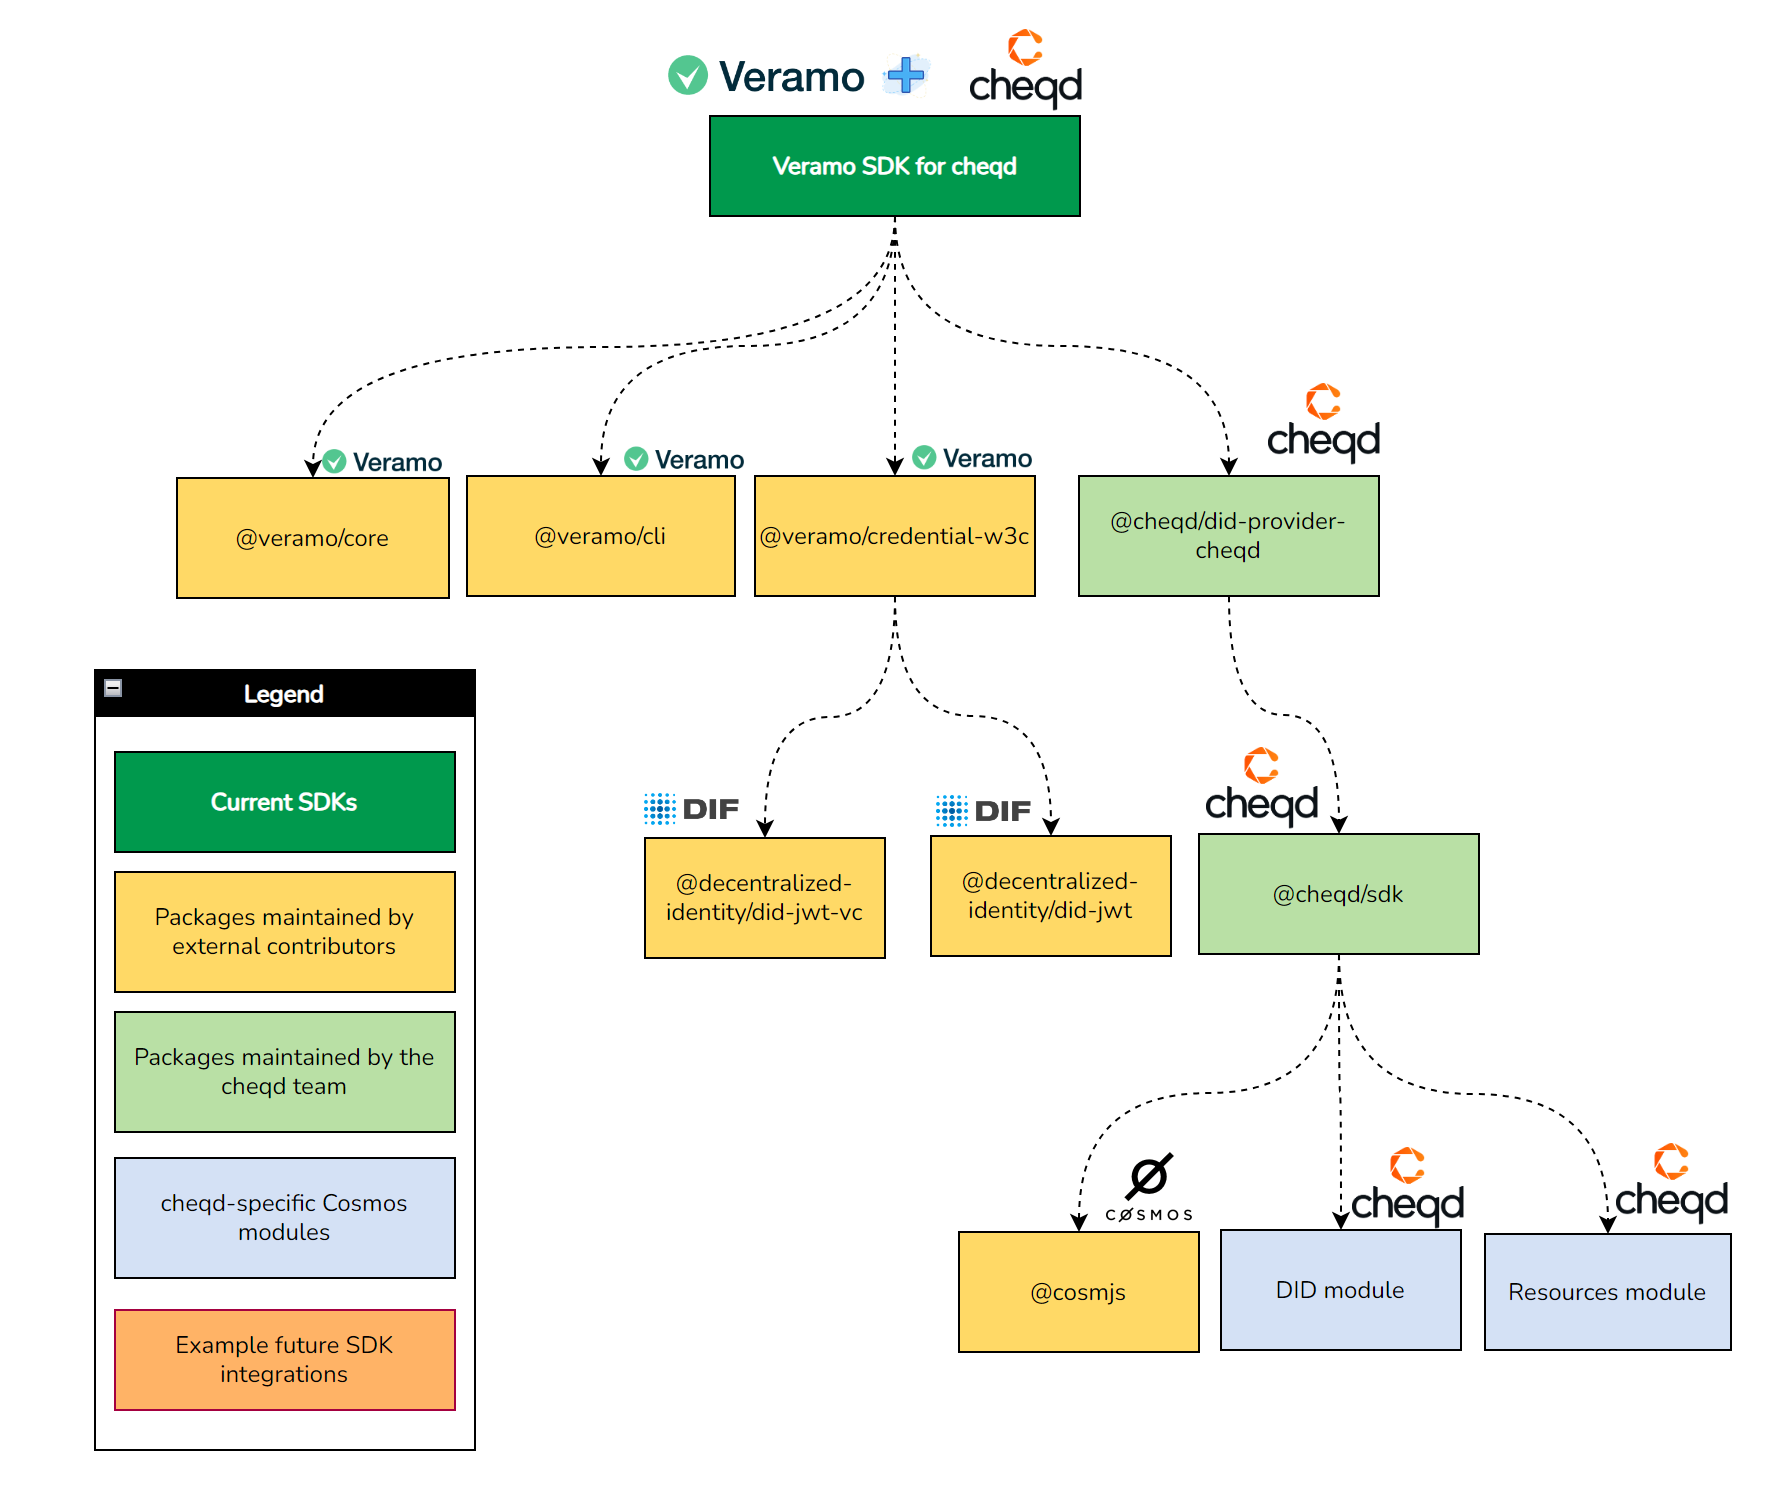 Veramo
cheqd
Veramo SDK for cheqd
cheqd
Veramo
Veramo
Veramo
@veramo/core
@veramo/cli
@veramo/credential-w3c
@cheqd/did-provider-
cheqd
Legend
Current SDKs
Packages maintained by
external contributors
Packages maintained by the
cheqd team
cheqd-specific Cosmos
modules
Example future SDK
integrations
DIF
DIF
cheqd
@decentralized-
identity/did-jwt-vc
@decentralized-
identity/did-jwt
@cheqd/sdk
CØSMOS
cheqd
cheqd
@cosmjs
DID module
Resources module